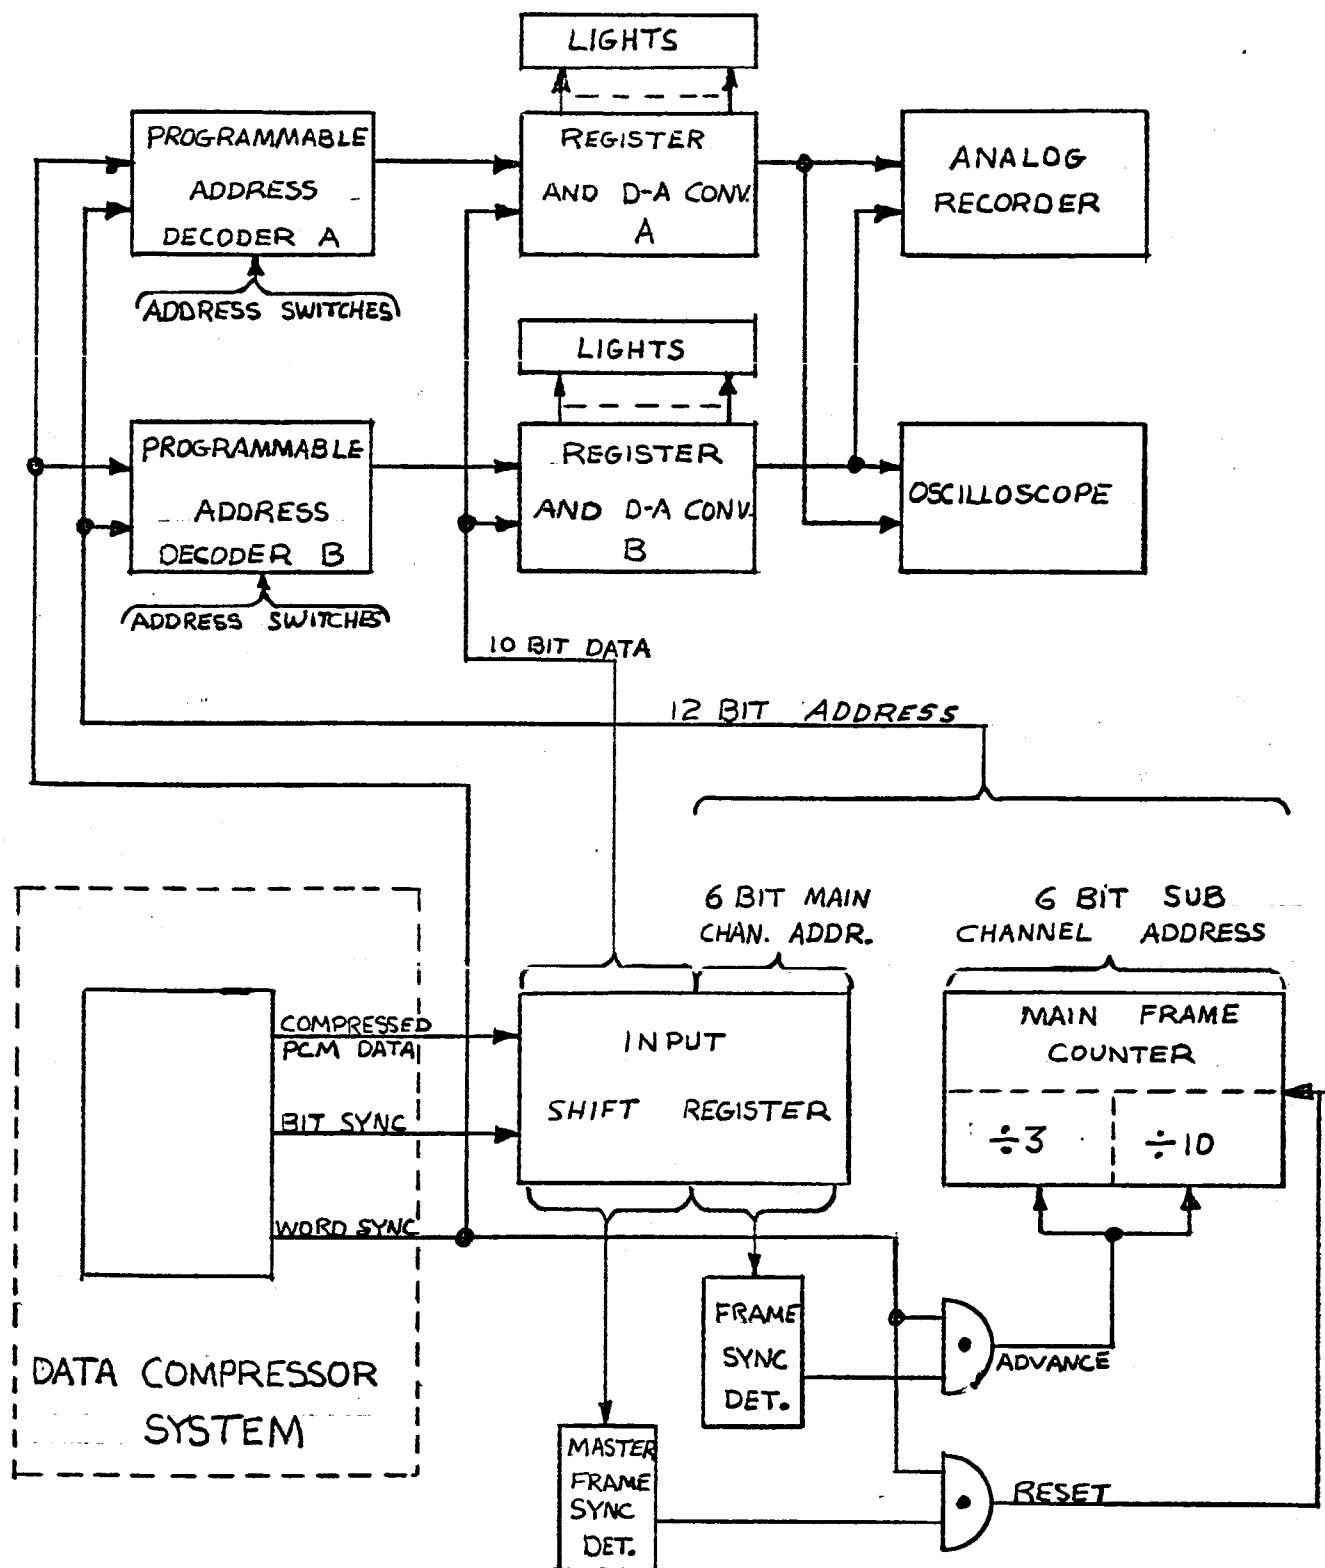 LIGHTS
PROGRAMMABLE
ADDRESS
DECODER A
ADDRESS SWITCHES
REGISTER
AND D-A CONV.
A
ANALOG
RECORDER
LIGHTS
PROGRAMMABLE
ADDRESS
DECODER B
ADDRESS SWITCHES
REGISTER
AND D-A CONV.
B
OSCILLOSCOPE
10 BIT DATA
12 BIT ADDRESS
6 BIT MAIN
CHAN. ADDR.
6 BIT SUB
CHANNEL ADDRESS
COMPRESSED
PCM DATA
BIT SYNC
WORD SYNC
INPUT
SHIFT REGISTER
MAIN FRAME
COUNTER
÷3
÷10
DATA COMPRESSOR
SYSTEM
FRAME
SYNC
DET.
ADVANCE
MASTER
FRAME
SYNC
DET.
RESET